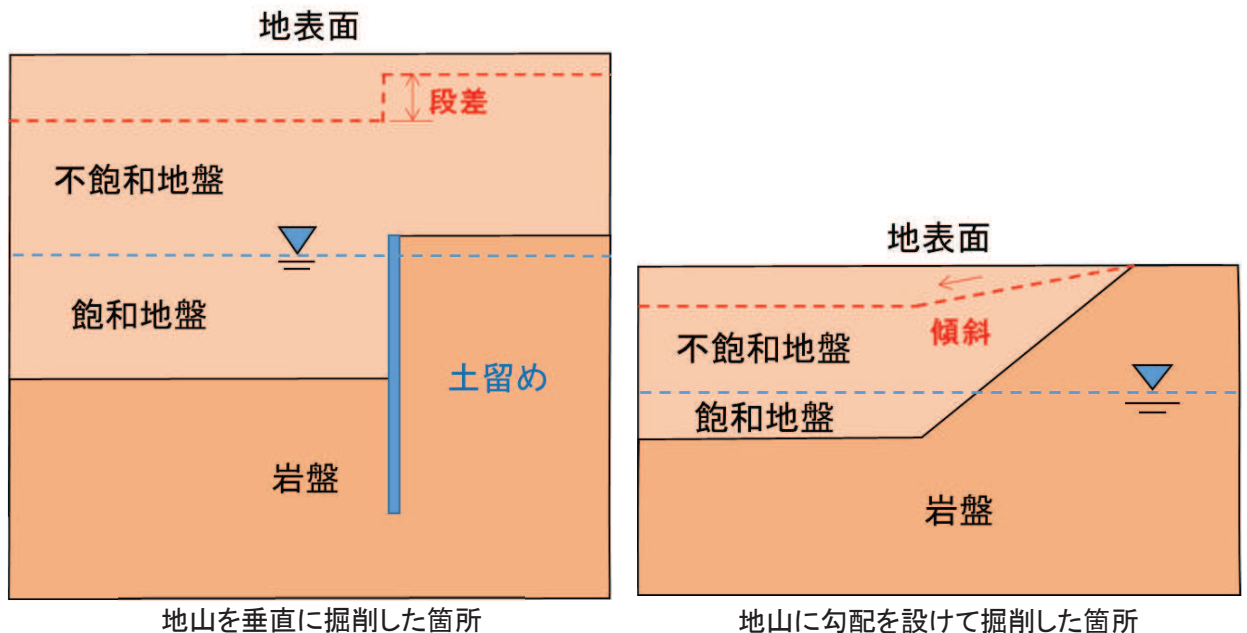 地表面
段差
不飽和地盤
飽和地盤
土留め
岩盤
地山を垂直に掘削した箇所
地表面
傾斜
不飽和地盤
飽和地盤
岩盤
地山に勾配を設けて掘削した箇所